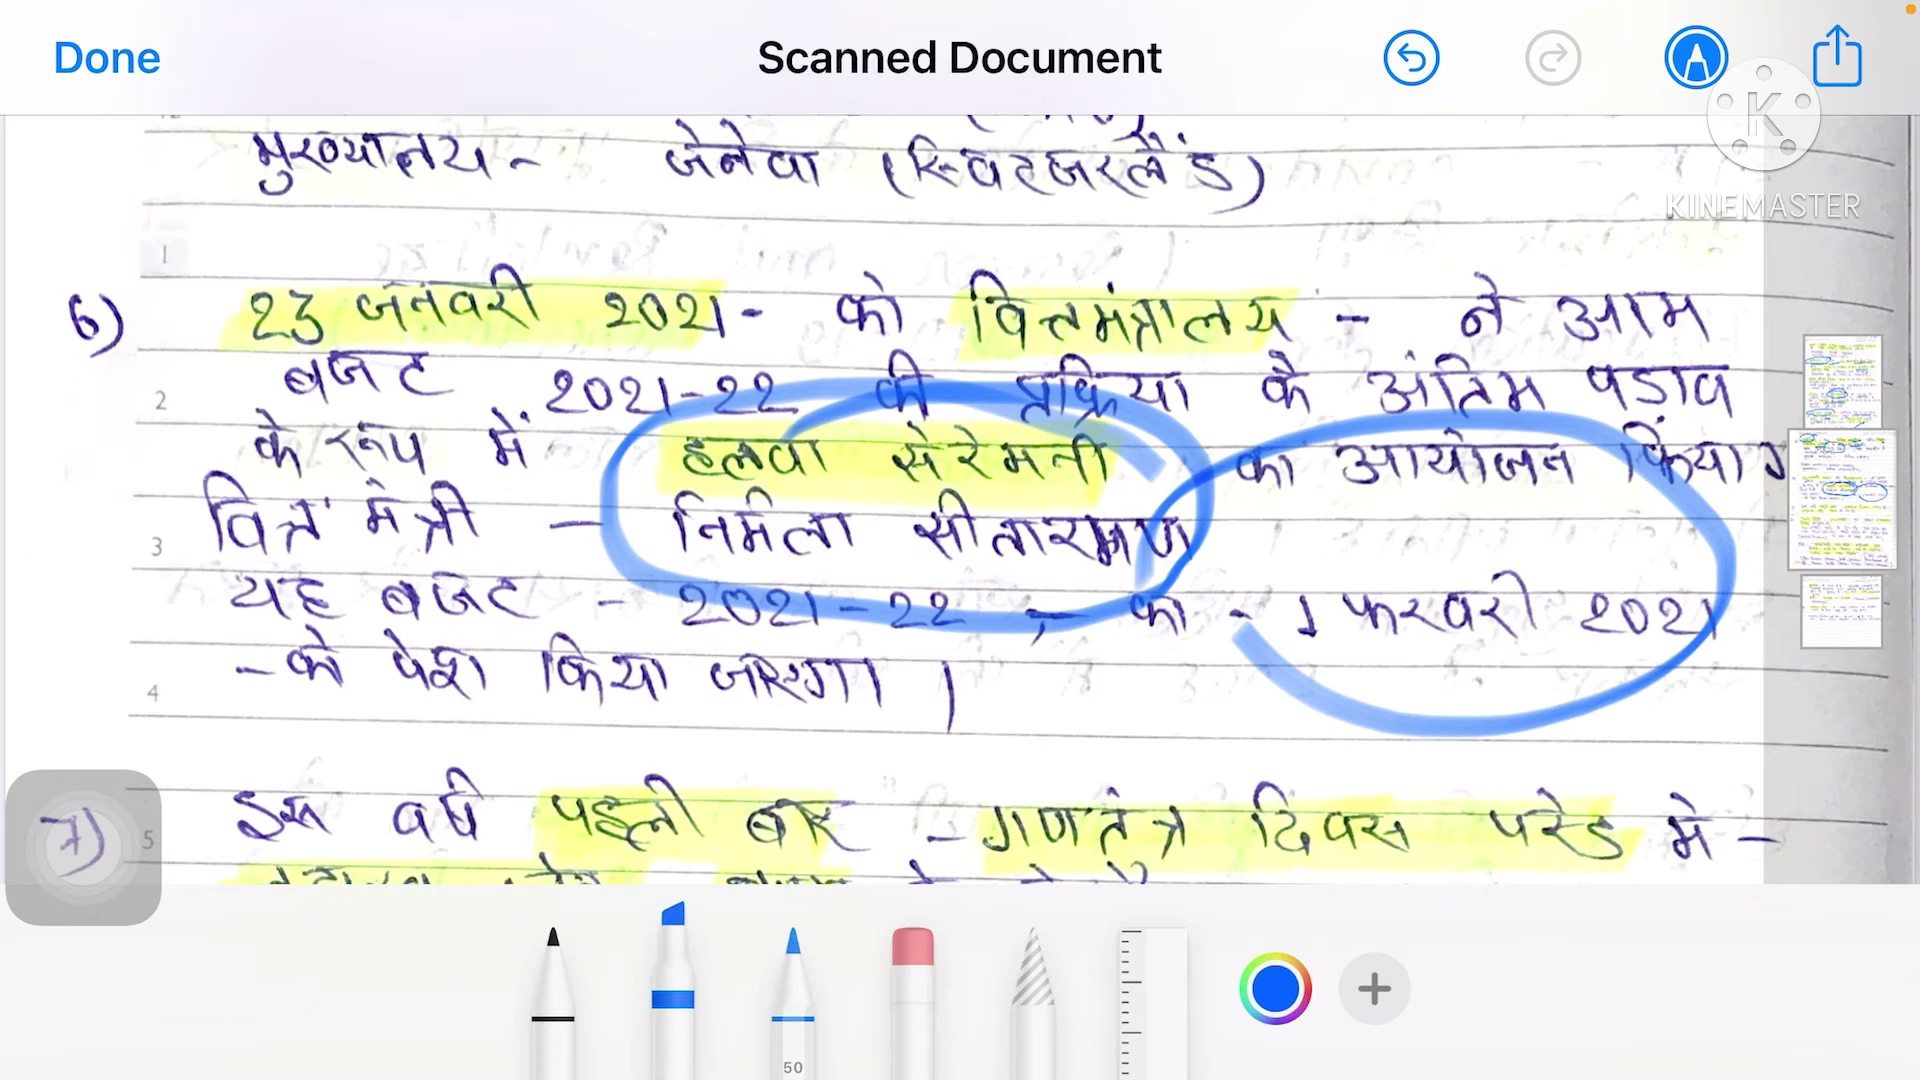 Done
Scanned Document
KINEMASTER
मुख्यालय - जेनेवा (स्विटजरलैंड)
1
6) 23 जनवरी 2021 - को वित्तमंत्रालय - ने आम
बजट 2021-22 की प्रक्रिया के अंतिम पडाव
2
के रूप में हलवा सेरेमनी का आयोजन किया।
वित्त मंत्री - निर्मला सीतारमण
3
यह बजट - 2021-22 - को - 1 फरवरी 2021
- को पेश किया जाएगा।
4
7) इस वर्ष पहली बार - गणतंत्र दिवस परेड मे -
5
50